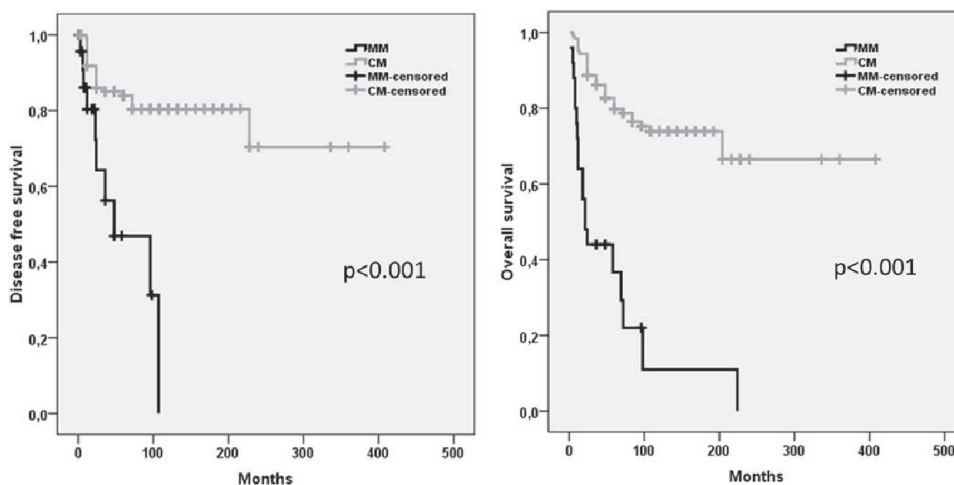 MM
CM
MM-censored
CM-censored
1,0
0,8
0,6
0,4
0,2
0,0
Disease free survival
p<0.001
0 100 200 300 400 500
Months
MM
CM
MM-censored
CM-censored
1,0
0,8
0,6
0,4
0,2
0,0
Overall survival
p<0.001
0 100 200 300 400 500
Months